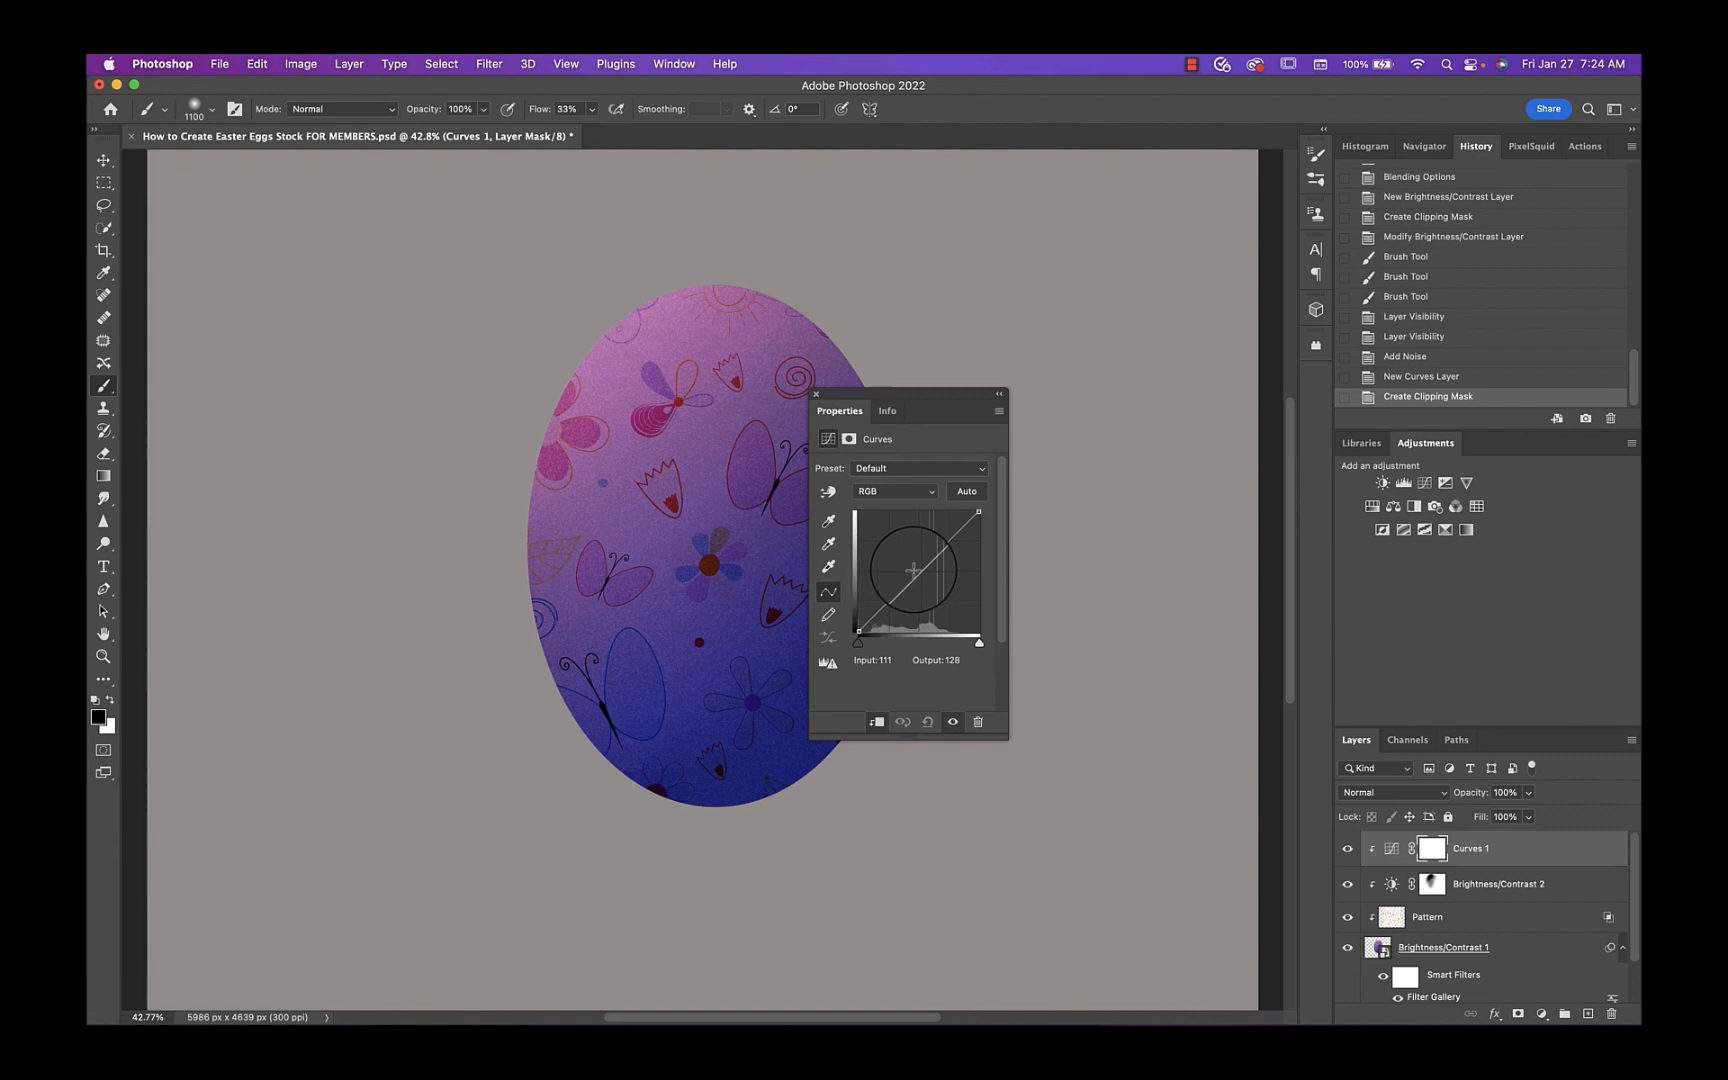 Photoshop File Edit Image Layer Type Select Filter 3D View Plugins Window Help 100% Fri Jan 27 7:24 AM
Adobe Photoshop 2022
1100 Mode: Normal Opacity: 100% Flow: 33% Smoothing: 0° Share
How to Create Easter Eggs Stock FOR MEMBERS.psd @ 42.8% (Curves 1, Layer Mask/8) *
Histogram Navigator History PixelSquid Actions
Blending Options
New Brightness/Contrast Layer
Create Clipping Mask
Modify Brightness/Contrast Layer
Brush Tool
Brush Tool
Brush Tool
Layer Visibility
Layer Visibility
Add Noise
New Curves Layer
Create Clipping Mask
Properties Info
Curves
Preset: Default
RGB Auto
Input: 111 Output: 128
Libraries Adjustments
Add an adjustment
Layers Channels Paths
Kind
Normal Opacity: 100%
Lock: Fill: 100%
Curves 1
Brightness/Contrast 2
Pattern
Brightness/Contrast 1
Smart Filters
Filter Gallery
42.77% 5986 px x 4639 px (300 ppi)